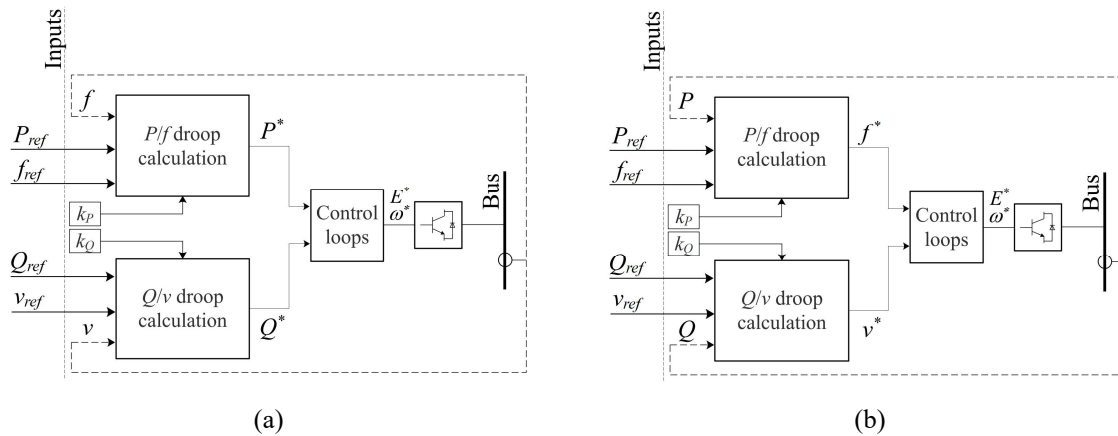 Inputs
f
P_ref
f_ref
P/f droop
calculation
P*
k_P
k_Q
Q_ref
v_ref
v
Q/v droop
calculation
Q*
Control
loops
E*
ω*
Bus
(a)
Inputs
P
P_ref
f_ref
P/f droop
calculation
f*
k_P
k_Q
Q_ref
v_ref
Q
Q/v droop
calculation
v*
Control
loops
E*
ω*
Bus
(b)